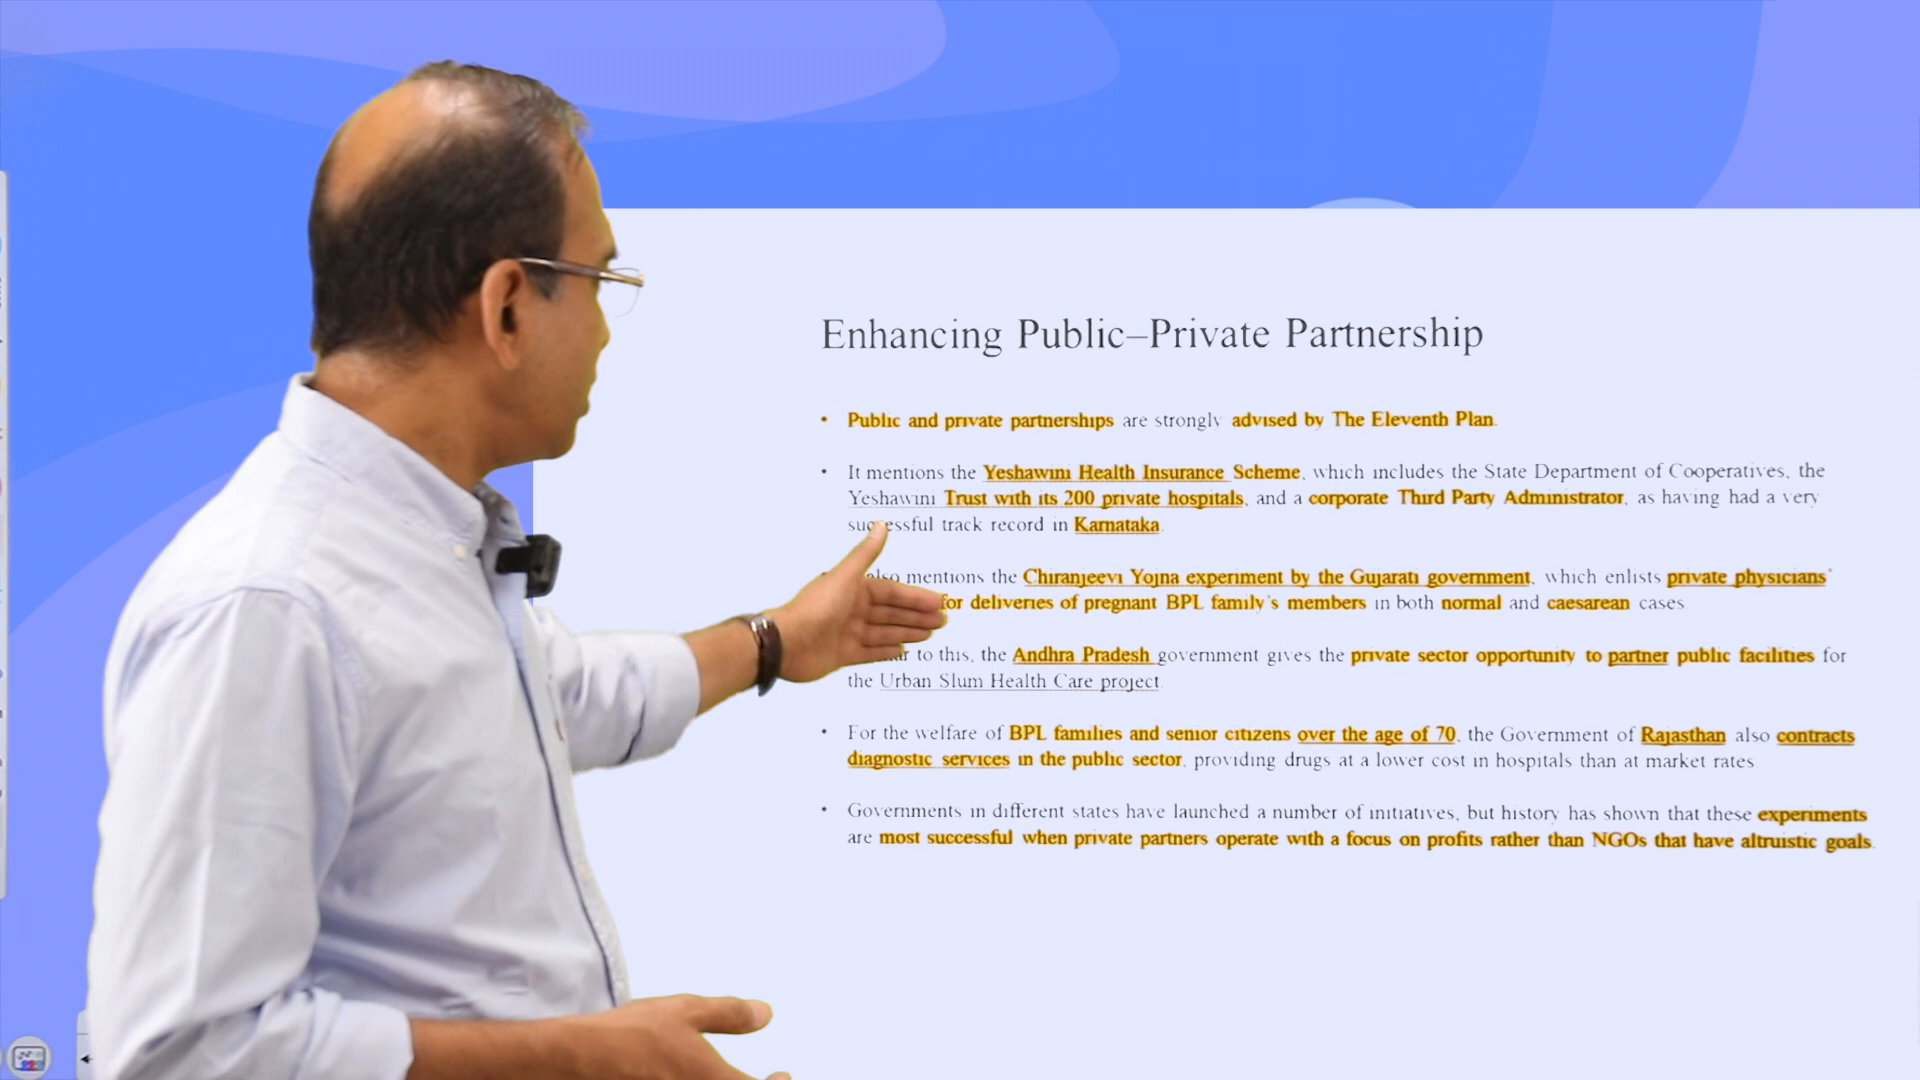 Enhancing Public–Private Partnership
• Public and private partnerships are strongly advised by The Eleventh Plan.
• It mentions the Yeshawini Health Insurance Scheme, which includes the State Department of Cooperatives, the
Yeshawini Trust with its 200 private hospitals, and a corporate Third Party Administrator, as having had a very
successful track record in Karnataka.
also mentions the Chiranjeevi Yojna experiment by the Gujarati government, which enlists private physicians'
for deliveries of pregnant BPL family's members in both normal and caesarean cases
to this, the Andhra Pradesh government gives the private sector opportunity to partner public facilities for
the Urban Slum Health Care project.
• For the welfare of BPL families and senior citizens over the age of 70, the Government of Rajasthan also contracts
diagnostic services in the public sector, providing drugs at a lower cost in hospitals than at market rates
• Governments in different states have launched a number of initiatives, but history has shown that these experiments
are most successful when private partners operate with a focus on profits rather than NGOs that have altruistic goals.